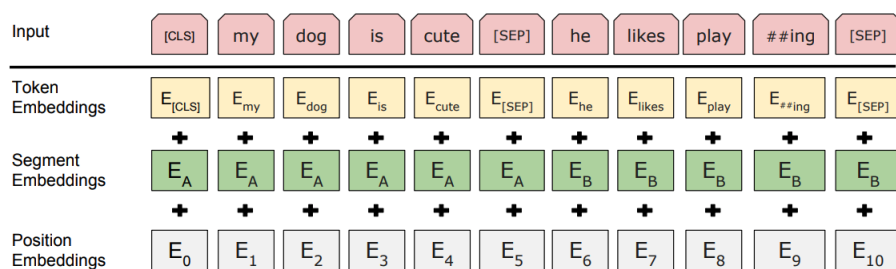 Input [CLS] my dog is cute [SEP] he likes play ##ing [SEP]
Token Embeddings E[CLS] Emy Edog Eis Ecute E[SEP] Ehe Elikes Eplay E##ing E[SEP]
+ + + + + + + + + + +
Segment Embeddings EA EA EA EA EA EA EB EB EB EB EB
+ + + + + + + + + + +
Position Embeddings E0 E1 E2 E3 E4 E5 E6 E7 E8 E9 E10